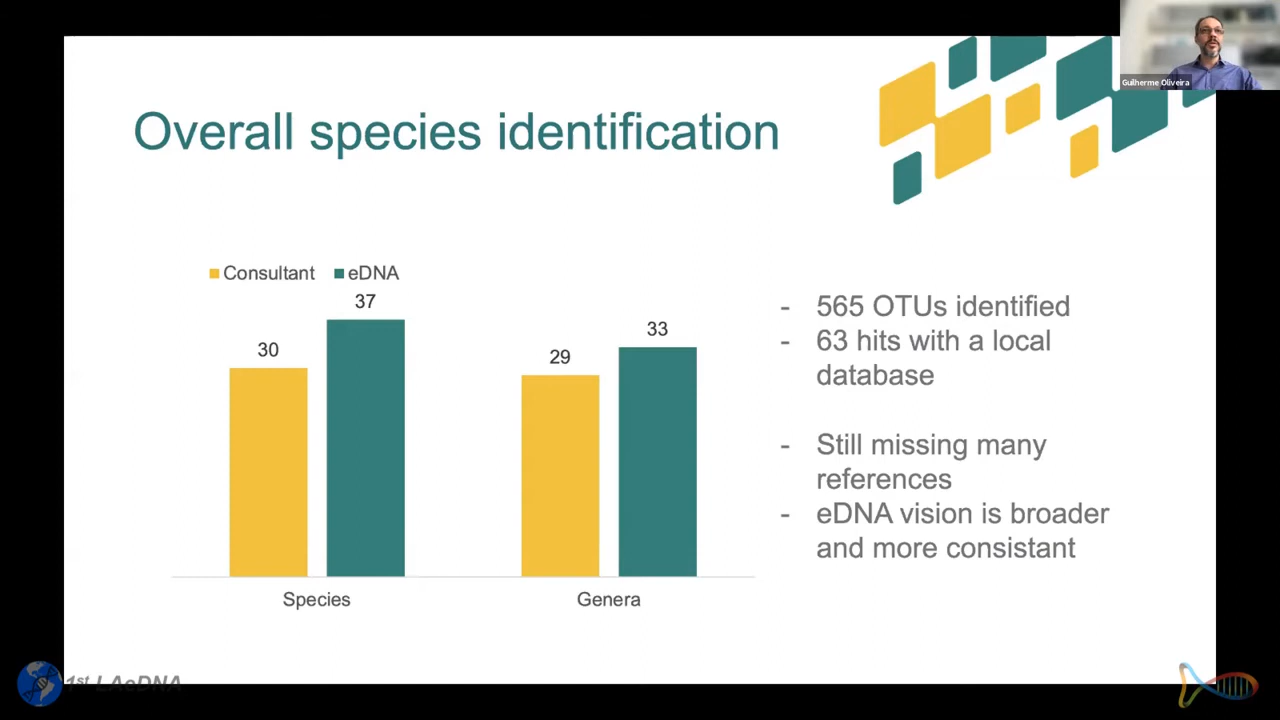 Guilherme Oliveira
Overall species identification
Consultant eDNA
37
30
33
29
Species
Genera
- 565 OTUs identified
- 63 hits with a local
database
- Still missing many
references
- eDNA vision is broader
and more consistant
1st LAeDNA